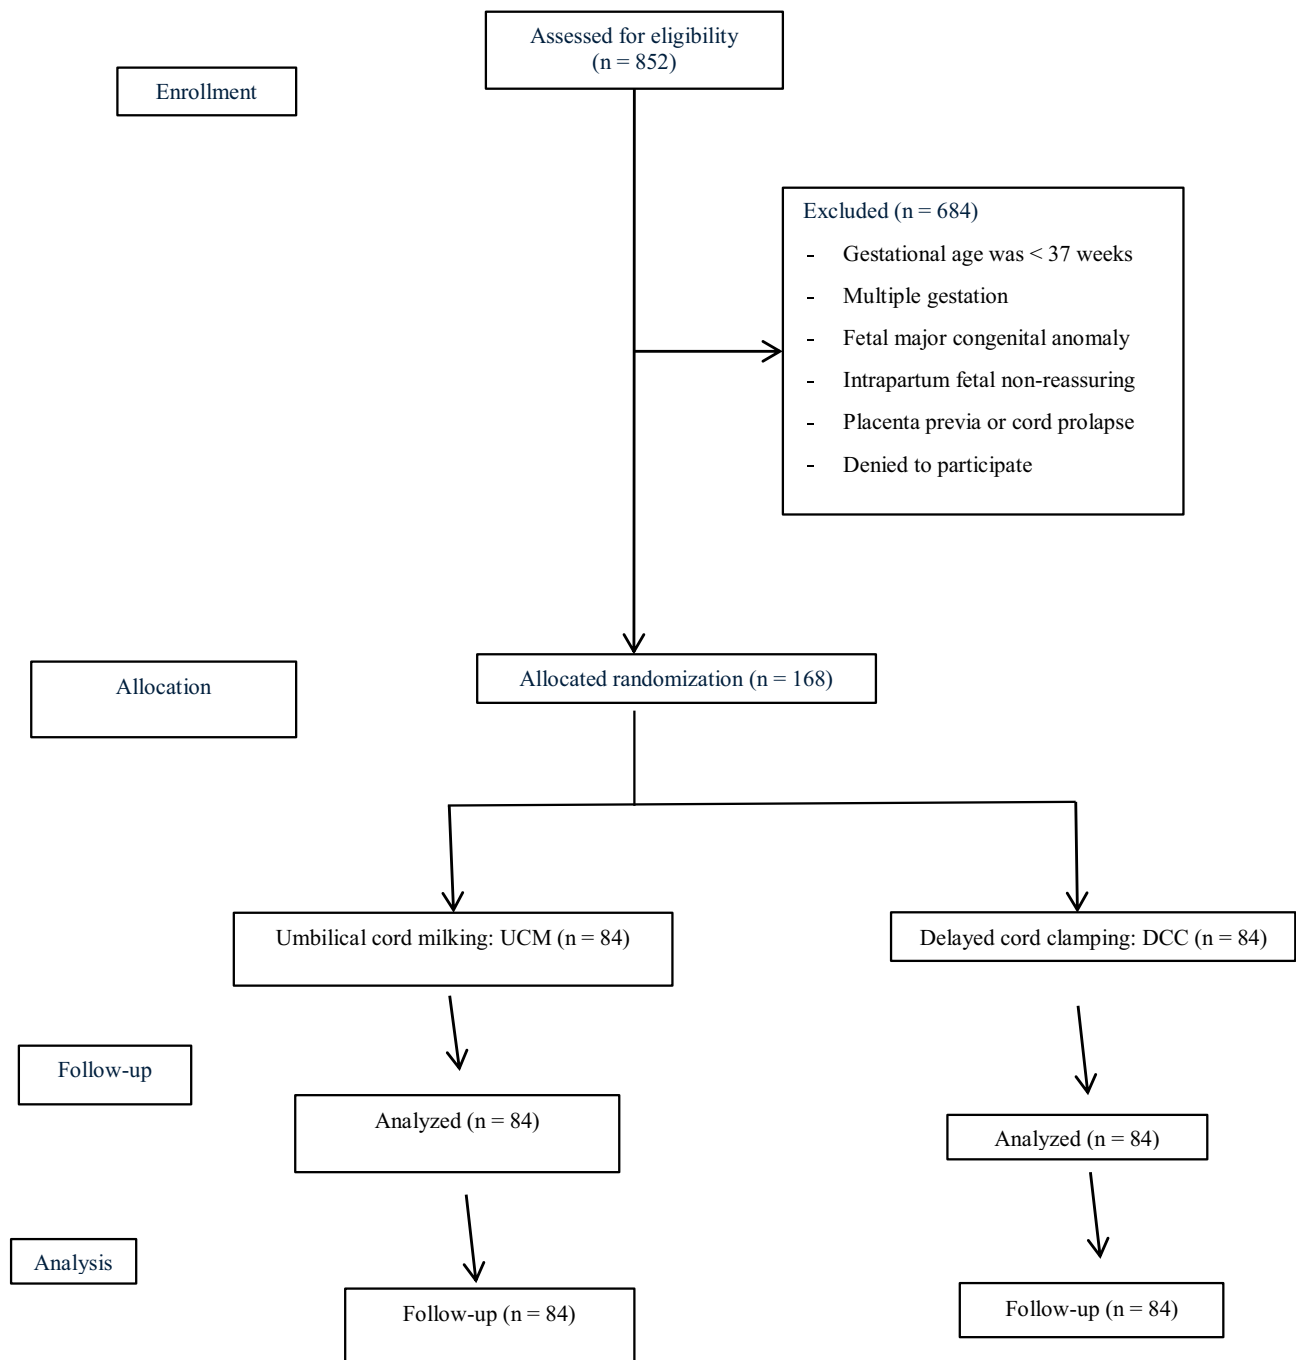 Assessed for eligibility
(n = 852)
Enrollment
Excluded (n = 684)
- Gestational age was < 37 weeks
- Multiple gestation
- Fetal major congenital anomaly
- Intrapartum fetal non-reassuring
- Placenta previa or cord prolapse
- Denied to participate
Allocation
Allocated randomization (n = 168)
Umbilical cord milking: UCM (n = 84)
Delayed cord clamping: DCC (n = 84)
Follow-up
Analyzed (n = 84)
Analyzed (n = 84)
Analysis
Follow-up (n = 84)
Follow-up (n = 84)